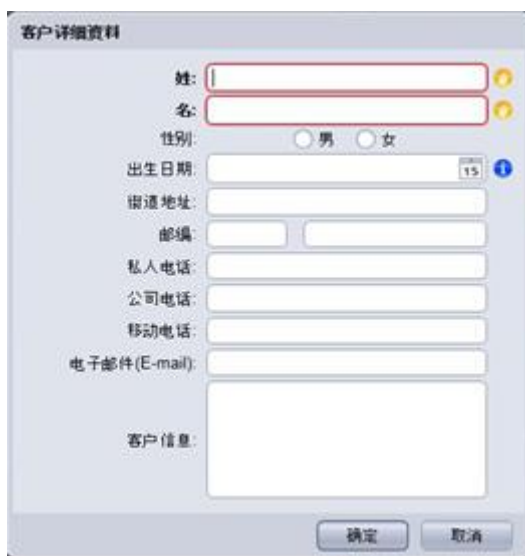 客户详细资料
姓:
名:
性别: 男 女
出生日期: 15
街道地址:
邮编:
私人电话:
公司电话:
移动电话:
电子邮件(E-mail):
客户信息:
确定 取消